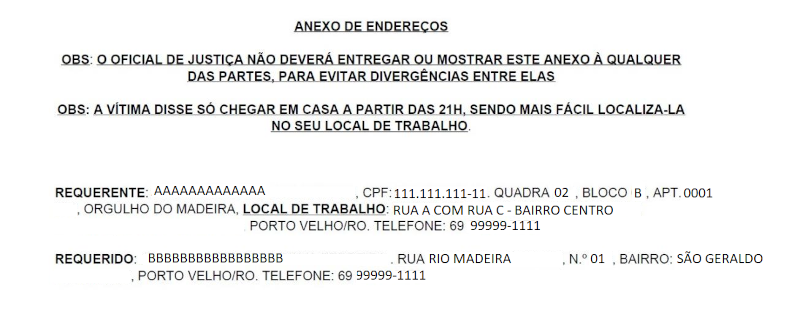 ANEXO DE ENDEREÇOS
OBS: O OFICIAL DE JUSTIÇA NÃO DEVERÁ ENTREGAR OU MOSTRAR ESTE ANEXO À QUALQUER
DAS PARTES, PARA EVITAR DIVERGÊNCIAS ENTRE ELAS
OBS: A VÍTIMA DISSE SÓ CHEGAR EM CASA A PARTIR DAS 21H, SENDO MAIS FÁCIL LOCALIZA-LA
NO SEU LOCAL DE TRABALHO.
REQUERENTE: AAAAAAAAAAAAA , CPF: 111.111.111-11. QUADRA 02 , BLOCO B , APT. 0001
, ORGULHO DO MADEIRA, LOCAL DE TRABALHO: RUA A COM RUA C - BAIRRO CENTRO
PORTO VELHO/RO. TELEFONE: 69 99999-1111
REQUERIDO: BBBBBBBBBBBBBBBBB . RUA RIO MADEIRA , N.º 01 , BAIRRO: SÃO GERALDO
, PORTO VELHO/RO. TELEFONE: 69 99999-1111